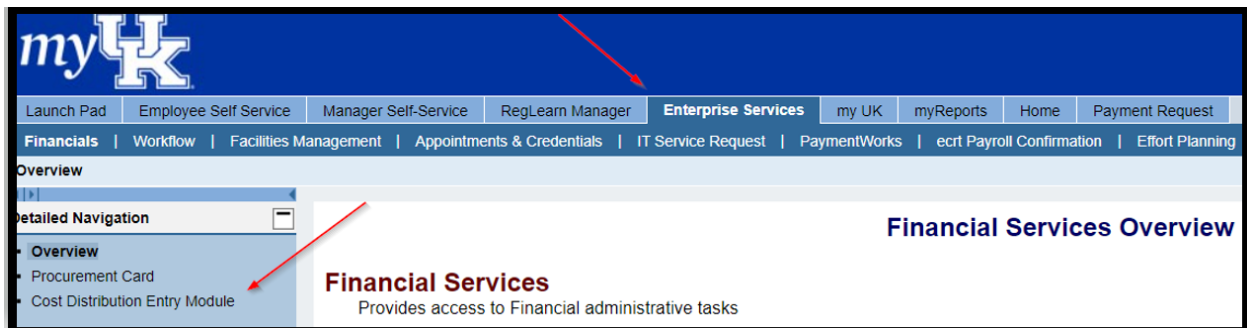 myUK
Launch Pad Employee Self Service Manager Self-Service RegLearn Manager Enterprise Services my UK myReports Home Payment Request
Financials | Workflow | Facilities Management | Appointments & Credentials | IT Service Request | PaymentWorks | ecrt Payroll Confirmation | Effort Planning
Overview
Detailed Navigation
Financial Services Overview
• Overview
• Procurement Card
• Cost Distribution Entry Module
Financial Services
Provides access to Financial administrative tasks